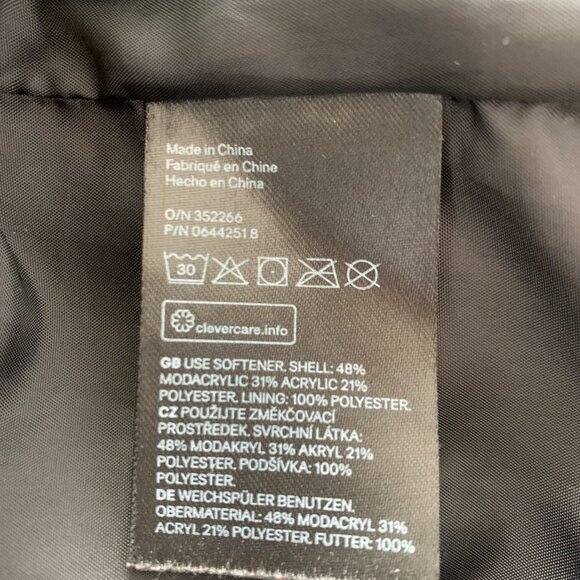 Made in China
Fabriqué en Chine
Hecho en China
O/N 352266
P/N 0644251 8
30
clevercare.info
GB USE SOFTENER. SHELL: 48%
MODACRYLIC 31% ACRYLIC 21%
POLYESTER. LINING: 100% POLYESTER.
CZ POUŽIJTE ZMĚKČOVACÍ
PROSTŘEDEK. SVRCHNÍ LÁTKA:
48% MODAKRYL 31% AKRYL 21%
POLYESTER. PODŠÍVKA: 100%
POLYESTER.
DE WEICHSPÜLER BENUTZEN.
OBERMATERIAL: 48% MODACRYL 31%
ACRYL 21% POLYESTER. FUTTER: 100%